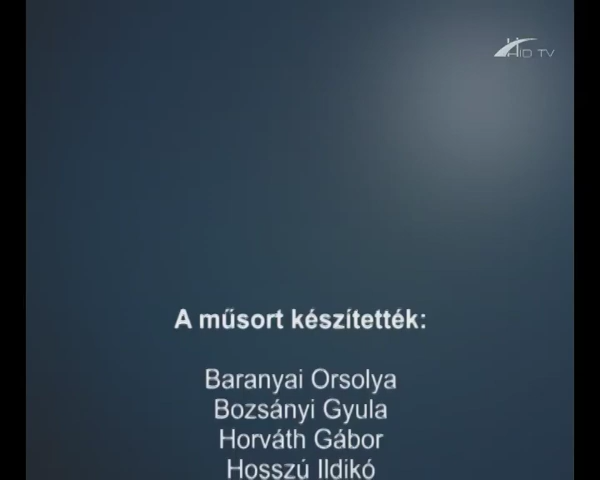 HÍD TV
A műsort készítették:
Baranyai Orsolya
Bozsányi Gyula
Horváth Gábor
Hosszú Ildikó